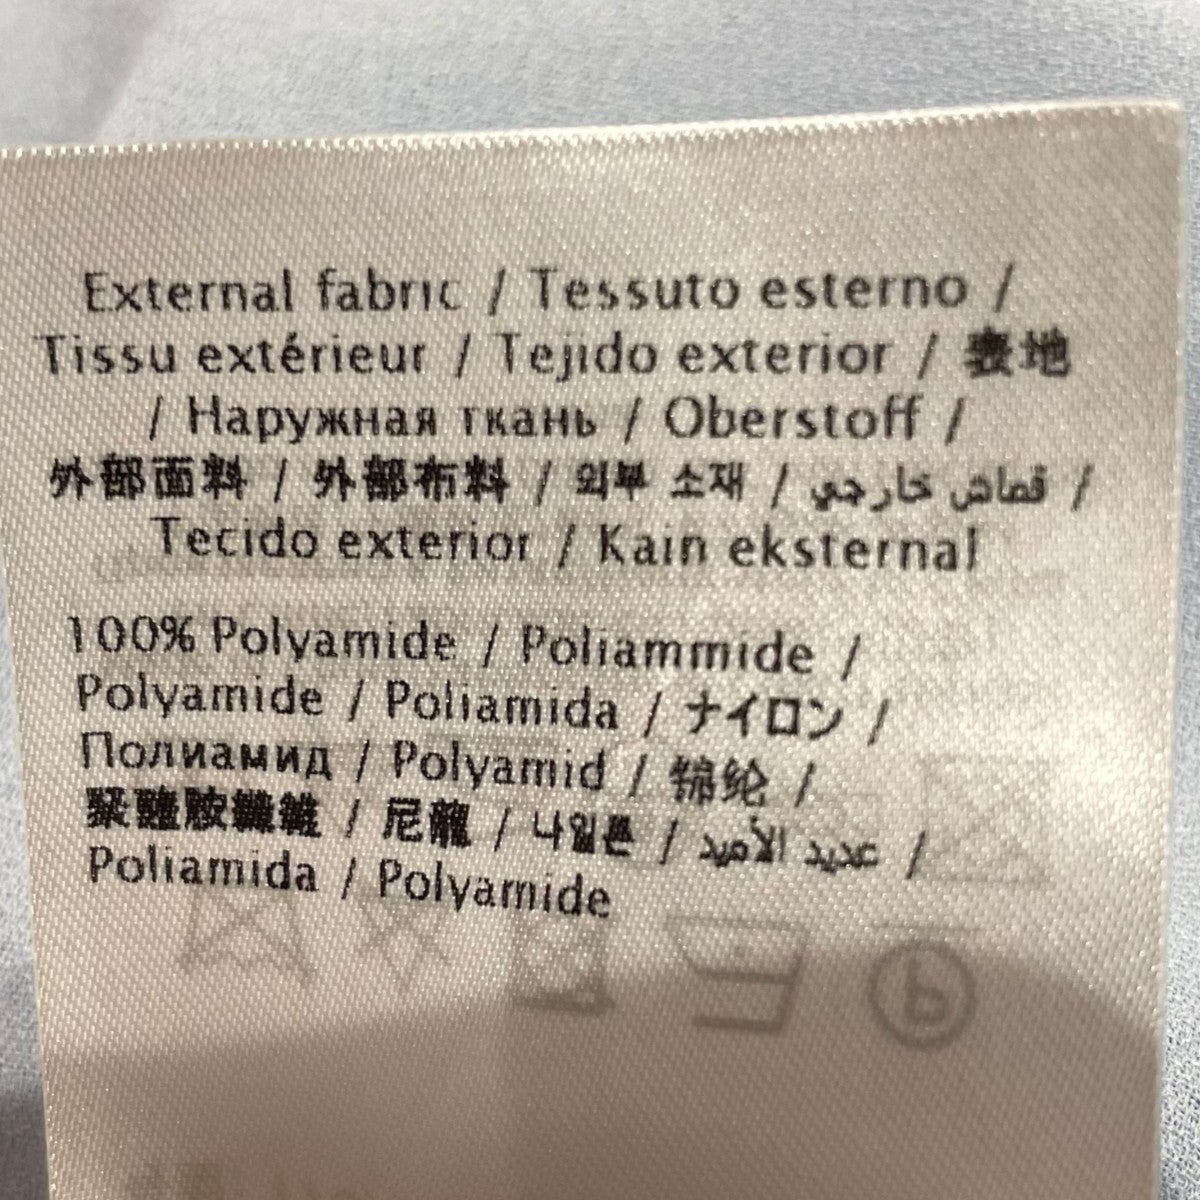 External fabric / Tessuto esterno /
Tissu extérieur / Tejido exterior / 表地
/ Наружная ткань / Oberstoff /
外部面料 / 外部布料 / 외부 소재 / قماش خارجي /
Tecido exterior / Kain eksternal
100% Polyamide / Poliammide /
Polyamide / Poliamida / ナイロン /
Полиамид / Polyamid / 锦纶 /
聚醯胺纖維 / 尼龍 / 나일론 / عديد الأميد /
Poliamida / Polyamide